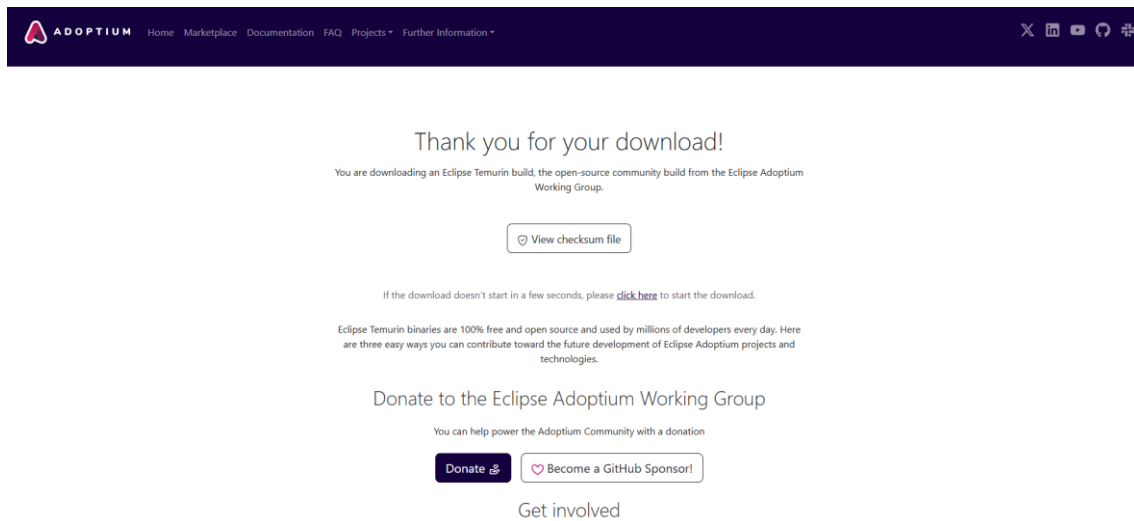 ADOPTIUM Home Marketplace Documentation FAQ Projects Further Information
Thank you for your download!
You are downloading an Eclipse Temurin build, the open-source community build from the Eclipse Adoptium
Working Group.
View checksum file
If the download doesn't start in a few seconds, please click here to start the download.
Eclipse Temurin binaries are 100% free and open source and used by millions of developers every day. Here
are three easy ways you can contribute toward the future development of Eclipse Adoptium projects and
technologies.
Donate to the Eclipse Adoptium Working Group
You can help power the Adoptium Community with a donation
Donate Become a GitHub Sponsor!
Get involved